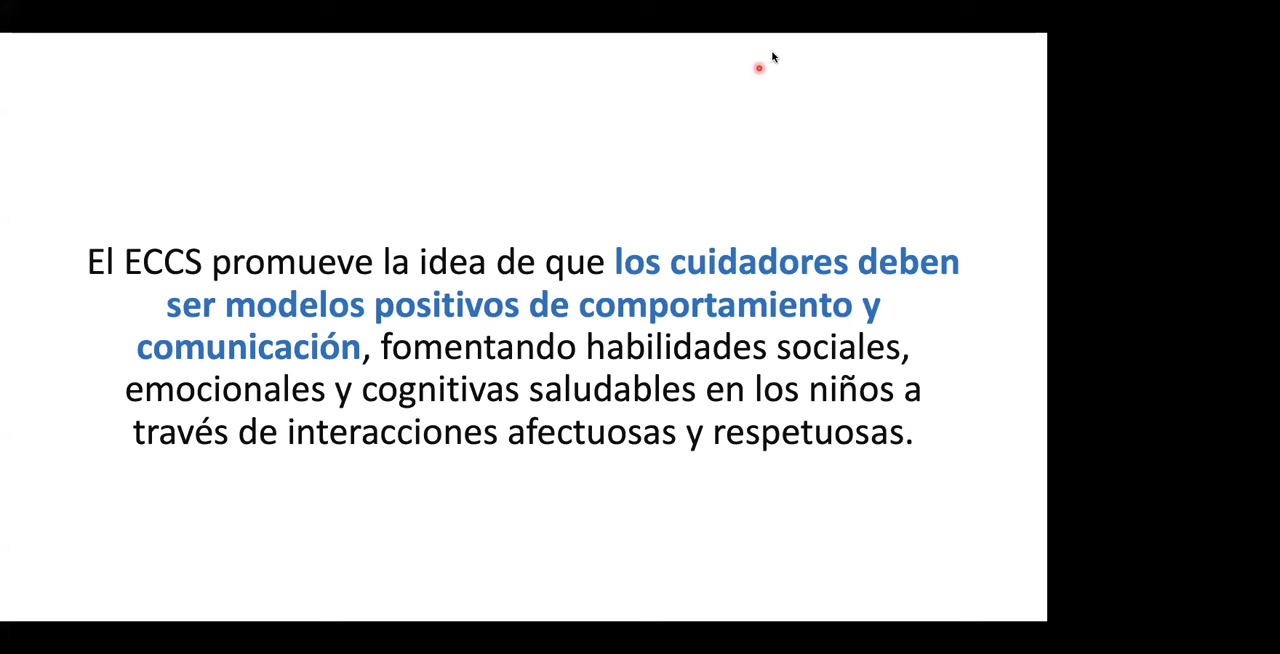 El ECCS promueve la idea de que los cuidadores deben
ser modelos positivos de comportamiento y
comunicación, fomentando habilidades sociales,
emocionales y cognitivas saludables en los niños a
través de interacciones afectuosas y respetuosas.